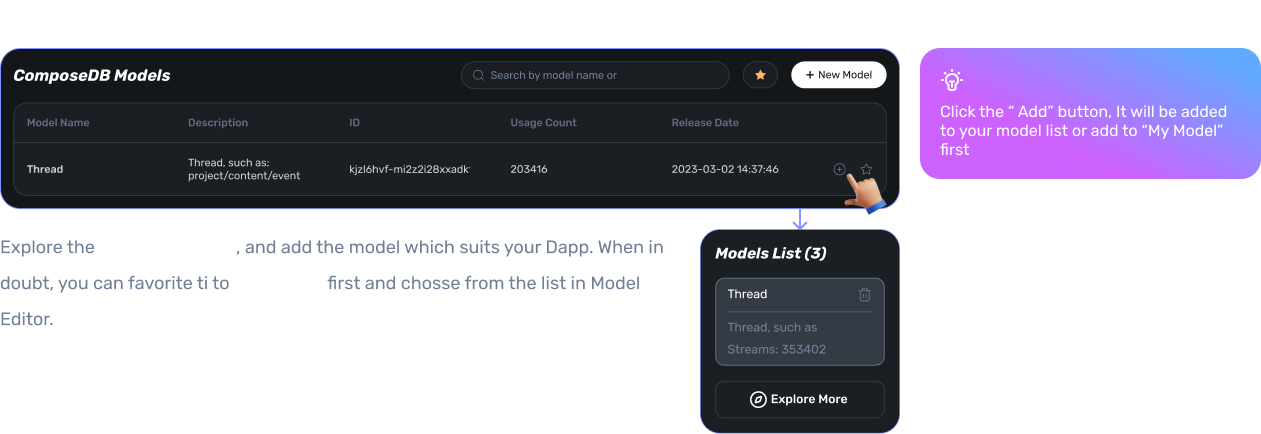 ComposeDB Models
Search by model name or
+ New Model
Model Name Description ID Usage Count Release Date
Thread
Thread, such as:
project/content/event
kjzl6hvf-mi2z2i28xxadk
203416
2023-03-02 14:37:46
Click the “ Add” button, It will be added
to your model list or add to “My Model”
first
Explore the , and add the model which suits your Dapp. When in
doubt, you can favorite ti to first and chosse from the list in Model
Editor.
Models List (3)
Thread
Thread, such as
Streams: 353402
Explore More